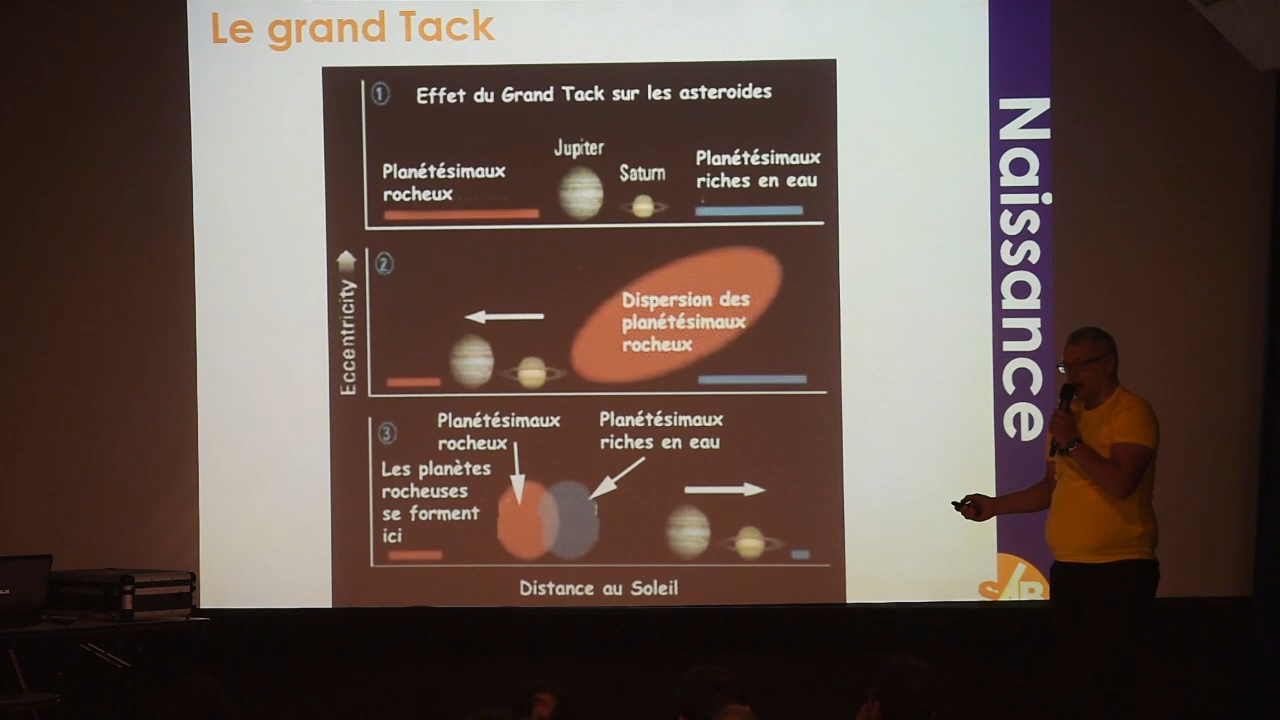 Le grand Tack
1 Effet du Grand Tack sur les asteroides
Planétésimaux
rocheux
Jupiter
Saturn
Planétésimaux
riches en eau
Eccentricity
2
Dispersion des
planétésimaux
rocheux
3
Planétésimaux
rocheux
Planétésimaux
riches en eau
Les planètes
rocheuses
se forment
ici
Distance au Soleil
Naissance